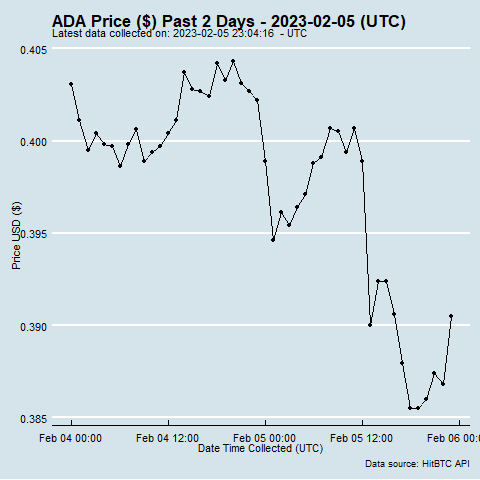 ADA Price ($) Past 2 Days - 2023-02-05 (UTC)
Latest data collected on: 2023-02-05 23:04:16  - UTC
0.405
0.400
0.395
0.390
0.385
Price USD ($)
Feb 04 00:00 Feb 04 12:00 Feb 05 00:00 Feb 05 12:00 Feb 06 00:0
Date Time Collected (UTC)
Data source: HitBTC API